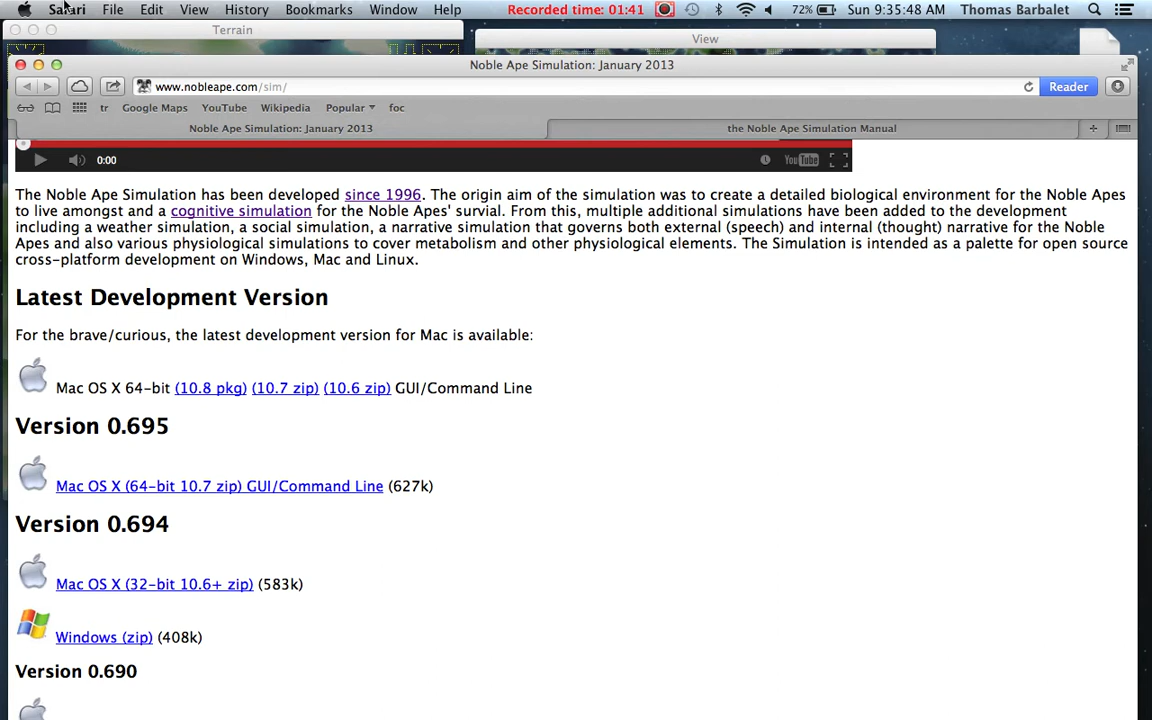 Safari File Edit View History Bookmarks Window Help Recorded time: 01:41 72% Sun 9:35:48 AM Thomas Barbalet
Terrain
View
Noble Ape Simulation: January 2013
www.nobleape.com/sim/ Reader
tr Google Maps YouTube Wikipedia Popular foc
Noble Ape Simulation: January 2013 the Noble Ape Simulation Manual
0:00 YouTube
The Noble Ape Simulation has been developed since 1996. The origin aim of the simulation was to create a detailed biological environment for the Noble Apes
to live amongst and a cognitive simulation for the Noble Apes' survial. From this, multiple additional simulations have been added to the development
including a weather simulation, a social simulation, a narrative simulation that governs both external (speech) and internal (thought) narrative for the Noble
Apes and also various physiological simulations to cover metabolism and other physiological elements. The Simulation is intended as a palette for open source
cross-platform development on Windows, Mac and Linux.
Latest Development Version
For the brave/curious, the latest development version for Mac is available:
Mac OS X 64-bit (10.8 pkg) (10.7 zip) (10.6 zip) GUI/Command Line
Version 0.695
Mac OS X (64-bit 10.7 zip) GUI/Command Line (627k)
Version 0.694
Mac OS X (32-bit 10.6+ zip) (583k)
Windows (zip) (408k)
Version 0.690